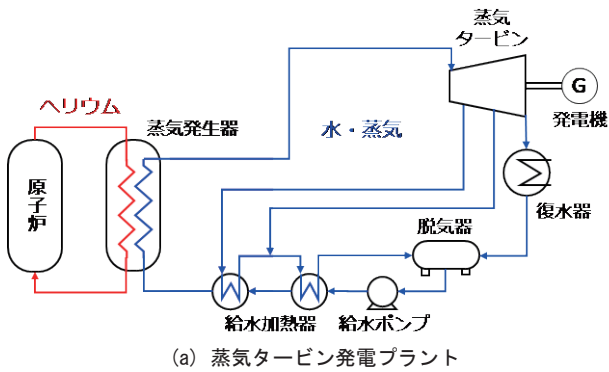 蒸気
タービン
G
発電機
ヘリウム
蒸気発生器
水・蒸気
原子炉
復水器
脱気器
給水加熱器
給水ポンプ
(a) 蒸気タービン発電プラント